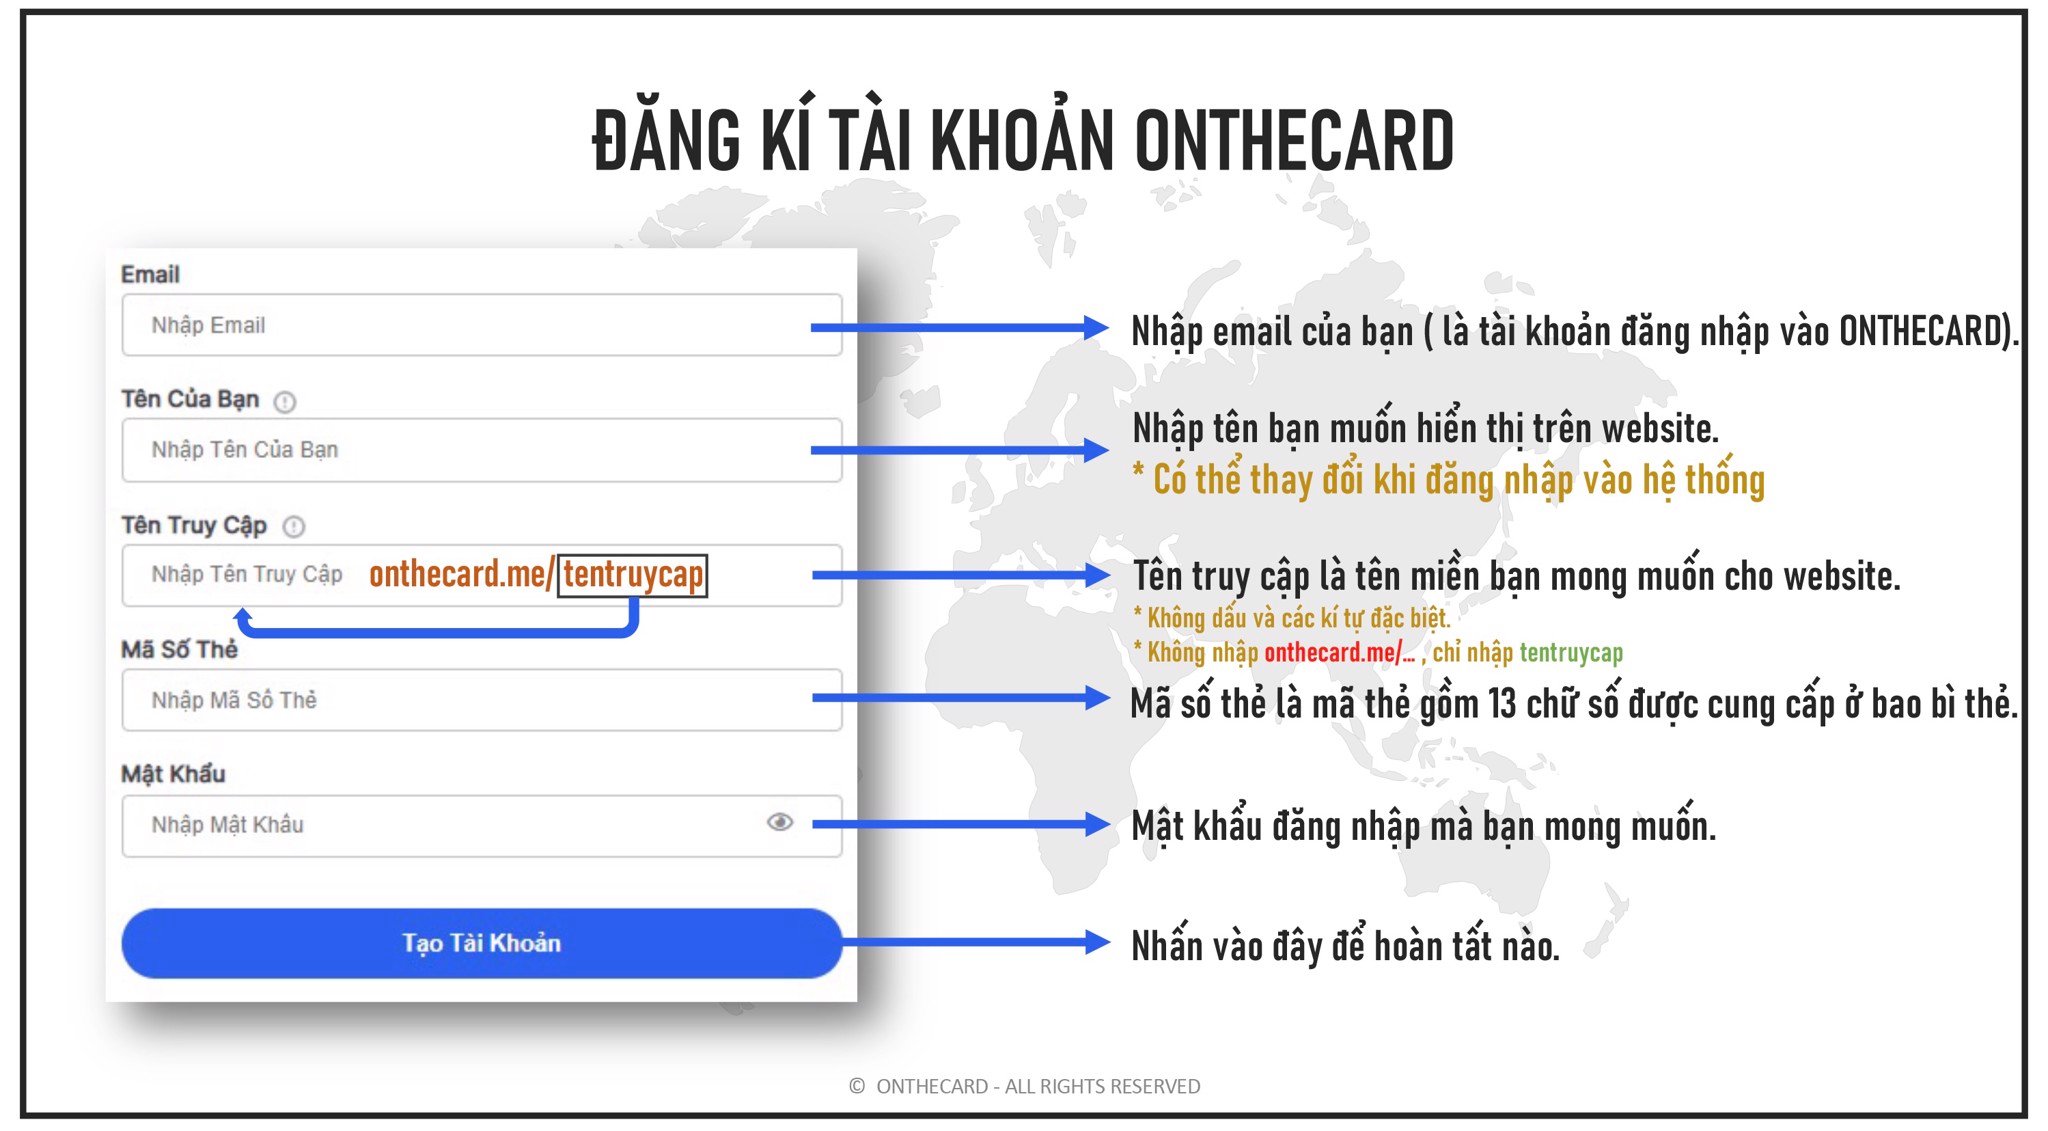 ĐĂNG KÍ TÀI KHOẢN ONTHECARD
Email
Nhập Email
Nhập email của bạn ( là tài khoản đăng nhập vào ONTHECARD).
Tên Của Bạn
Nhập Tên Của Bạn
Nhập tên bạn muốn hiển thị trên website.
* Có thể thay đổi khi đăng nhập vào hệ thống
Tên Truy Cập
Nhập Tên Truy Cập onthecard.me/tentruycap
Tên truy cập là tên miền bạn mong muốn cho website.
* Không dấu và các kí tự đặc biệt.
* Không nhập onthecard.me/... , chỉ nhập tentruycap
Mã Số Thẻ
Nhập Mã Số Thẻ
Mã số thẻ là mã thẻ gồm 13 chữ số được cung cấp ở bao bì thẻ.
Mật Khẩu
Nhập Mật Khẩu
Mật khẩu đăng nhập mà bạn mong muốn.
Tạo Tài Khoản
Nhấn vào đây để hoàn tất nào.
© ONTHECARD - ALL RIGHTS RESERVED